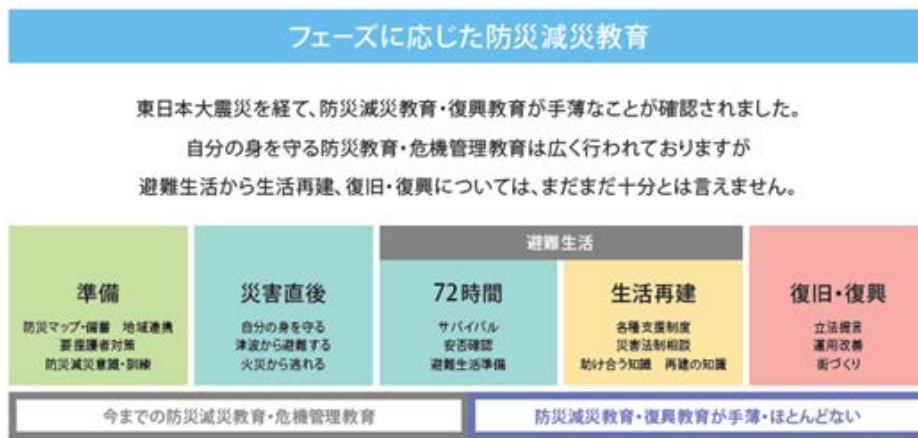 フェーズに応じた防災減災教育
東日本大震災を経て、防災減災教育・復興教育が手薄なことが確認されました。
自分の身を守る防災教育・危機管理教育は広く行われておりますが
避難生活から生活再建、復旧・復興については、まだまだ十分とは言えません。
避難生活
準備
防災マップ・備蓄 地域連携
要援護者対策
防災減災意識・訓練
災害直後
自分の身を守る
津波から避難する
火災から逃れる
72時間
サバイバル
安否確認
避難生活準備
生活再建
各種支援制度
災害法制相談
助け合う知識 再建の知識
復旧・復興
立法提言
運用改善
街づくり
今までの防災減災教育・危機管理教育
防災減災教育・復興教育が手薄・ほとんどない